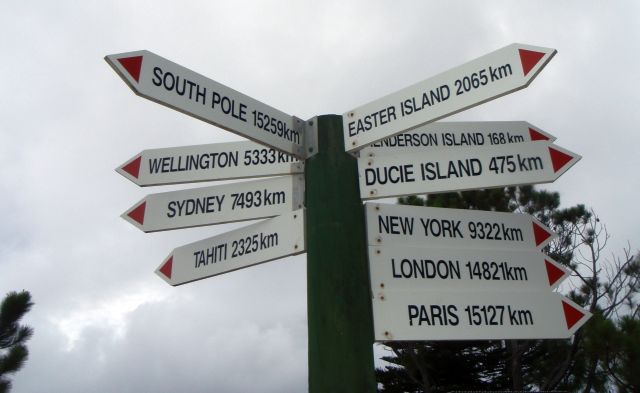 SOUTH POLE 15259km
WELLINGTON 5333km
SYDNEY 7493km
TAHITI 2325km
EASTER ISLAND 2065km
HENDERSON ISLAND 168km
DUCIE ISLAND 475km
NEW YORK 9322km
LONDON 14821km
PARIS 15127km